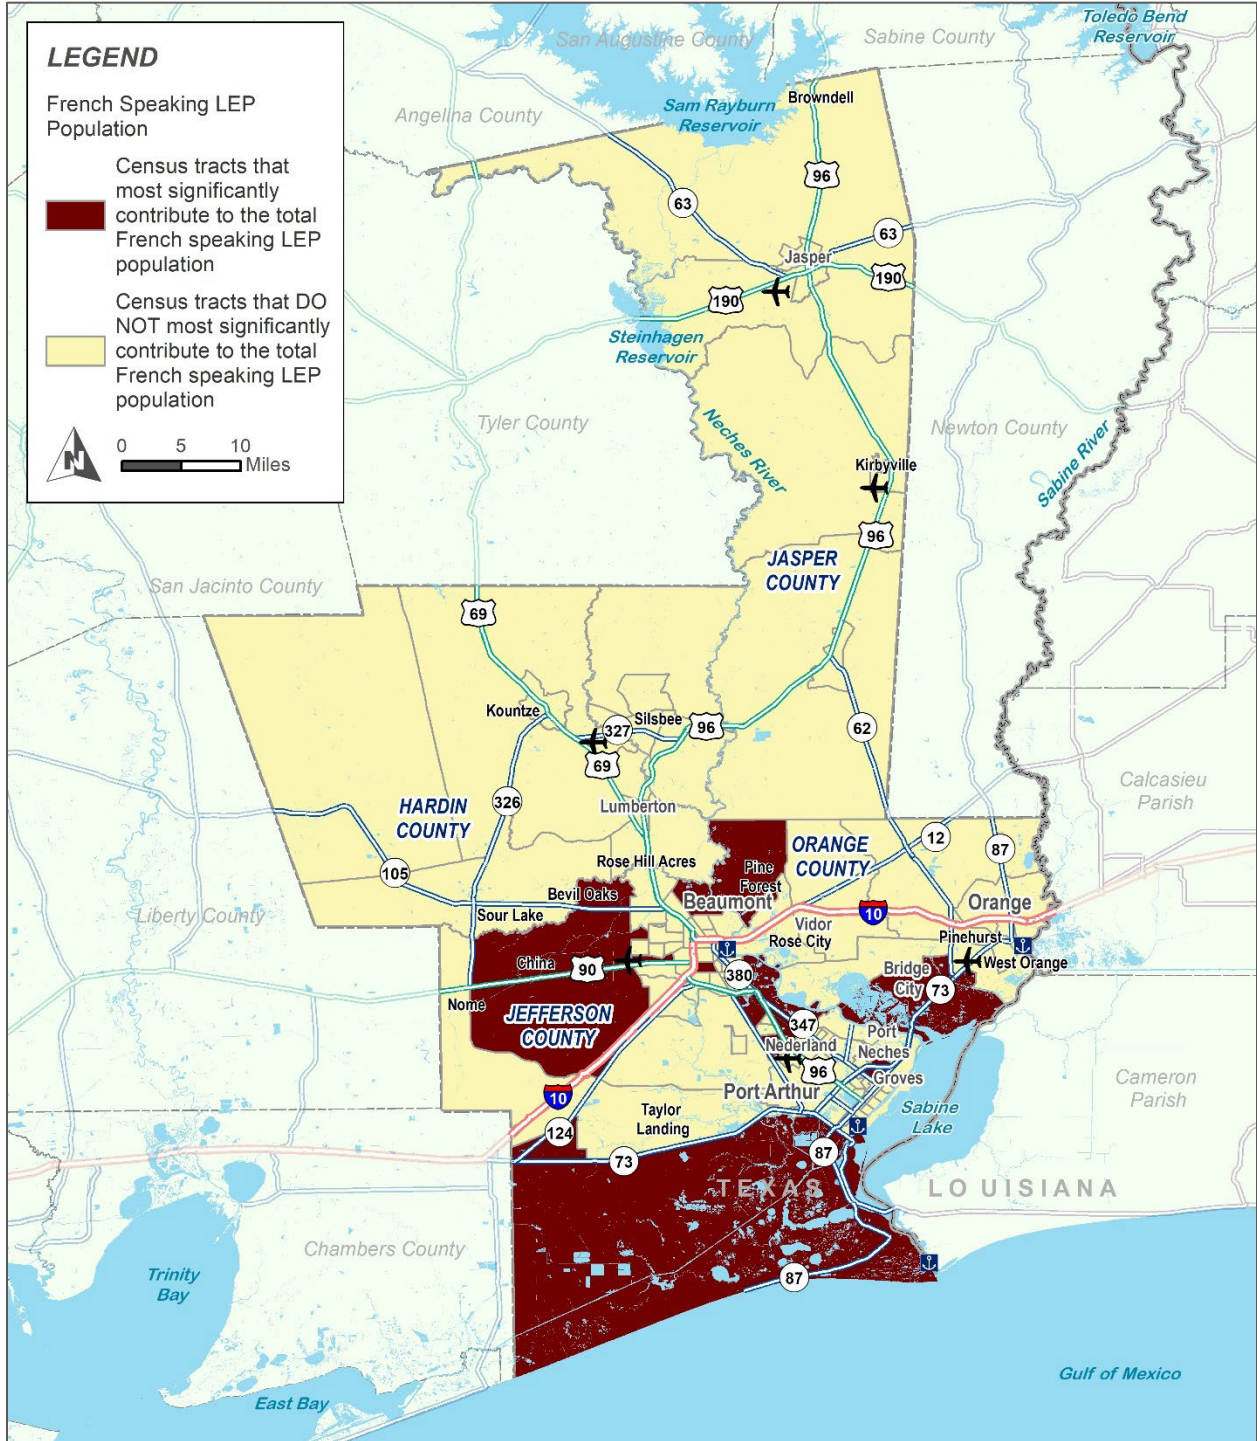 LEGEND
French Speaking LEP
Population
Census tracts that
most significantly
contribute to the total
French speaking LEP
population
Census tracts that DO
NOT most significantly
contribute to the total
French speaking LEP
population
N
0 5 10
Miles
San Augustine County
Sabine County
Toledo Bend
Reservoir
Angelina County
Sam Rayburn
Reservoir
Browndell
96
63
63
Jasper
190
190
Steinhagen
Reservoir
Tyler County
Neches River
Newton County
Sabine River
Kirbyville
96
JASPER
COUNTY
San Jacinto County
69
Kountze
327
Silsbee
96
62
69
Calcasieu
Parish
HARDIN
COUNTY
326
Lumberton
12
87
ORANGE
COUNTY
105
Rose Hill Acres
Pine
Forest
Bevil Oaks
Beaumont
Orange
Liberty County
Sour Lake
10
Vidor
Rose City
Pinehurst
West Orange
China
90
380
Bridge
City
73
Nome
JEFFERSON
COUNTY
347
Port
Neches
Nederland
96
Groves
10
Port Arthur
Cameron
Parish
Sabine
Lake
Taylor
Landing
124
73
87
TEXAS
LOUISIANA
Chambers County
Trinity
Bay
87
East Bay
Gulf of Mexico